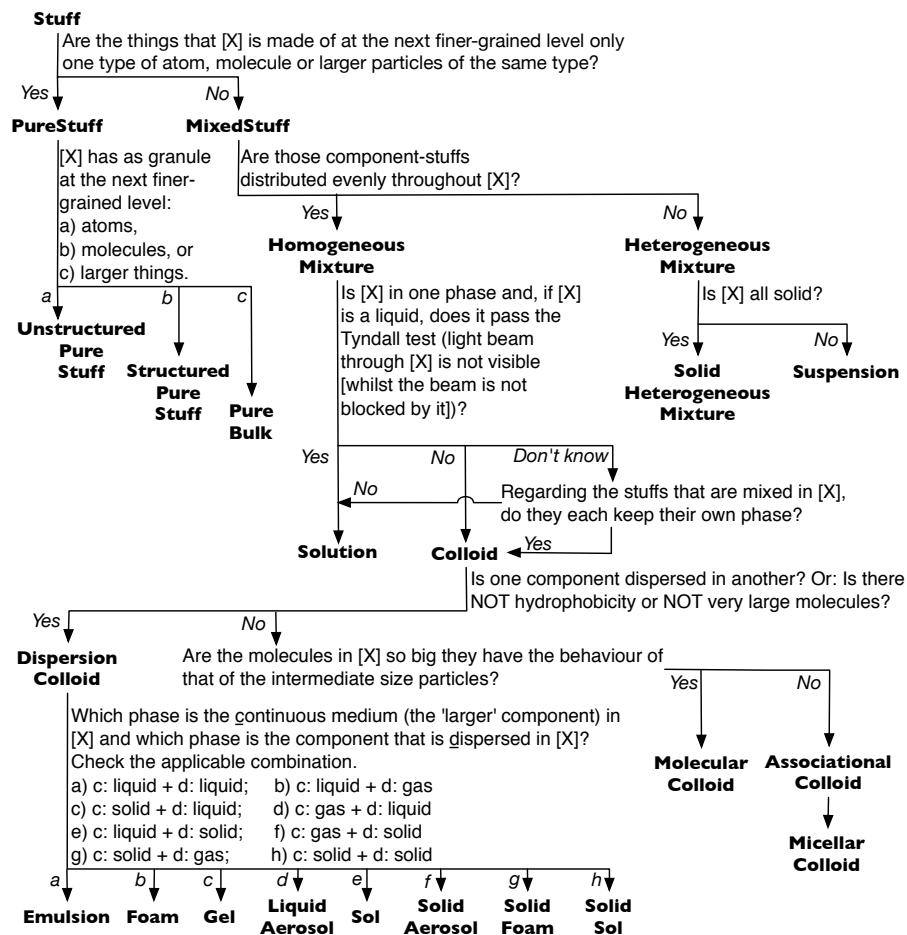 Stuff
Are the things that [X] is made of at the next finer-grained level only
one type of atom, molecule or larger particles of the same type?
Yes
No
PureStuff
MixedStuff
[X] has as granule
at the next finer-
grained level:
a) atoms,
b) molecules, or
c) larger things.
Are those component-stuffs
distributed evenly throughout [X]?
Yes
No
Homogeneous
Mixture
Heterogeneous
Mixture
a
b
c
Unstructured
Pure
Stuff
Structured
Pure
Stuff
Pure
Bulk
Is [X] in one phase and, if [X]
is a liquid, does it pass the
Tyndall test (light beam
through [X] is not visible
[whilst the beam is not
blocked by it])?
Is [X] all solid?
Yes
No
Solid
Heterogeneous
Mixture
Suspension
Yes
No
Don't know
No
Regarding the stuffs that are mixed in [X],
do they each keep their own phase?
Yes
Solution
Colloid
Is one component dispersed in another? Or: Is there
NOT hydrophobicity or NOT very large molecules?
Yes
No
Dispersion
Colloid
Are the molecules in [X] so big they have the behaviour of
that of the intermediate size particles?
Yes
No
Molecular
Colloid
Associational
Colloid
Micellar
Colloid
Which phase is the continuous medium (the 'larger' component) in
[X] and which phase is the component that is dispersed in [X]?
Check the applicable combination.
a) c: liquid + d: liquid; b) c: liquid + d: gas
c) c: solid + d: liquid; d) c: gas + d: liquid
e) c: liquid + d: solid; f) c: gas + d: solid
g) c: solid + d: gas; h) c: solid + d: solid
a
b
c
d
e
f
g
h
Emulsion
Foam
Gel
Liquid
Aerosol
Sol
Solid
Aerosol
Solid
Foam
Solid
Sol